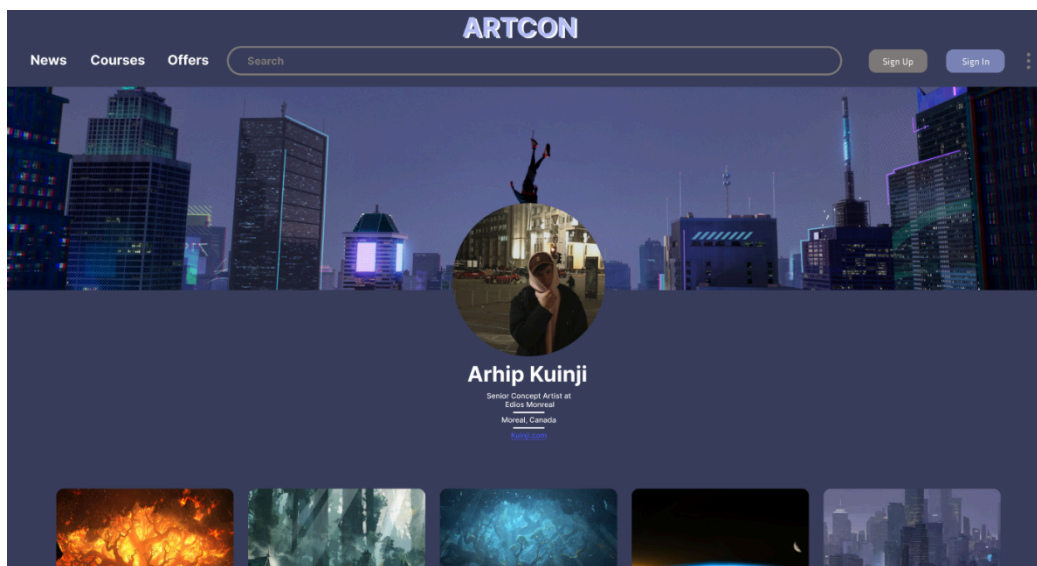 ARTCON
News Courses Offers Search Sign Up Sign In
Arhip Kuinji
Senior Concept Artist at
Edios Monreal
Moreal, Canada
Kuinji.com